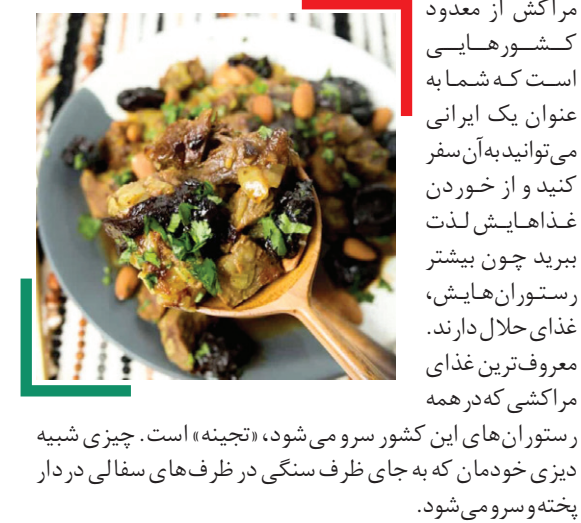 مراکش از معدود
کشورهایی
است که شما به
عنوان یک ایرانی
می‌توانید به آن سفر
کنید و از خوردن
غذاهایش لذت
ببرید چون بیشتر
رستوران‌هایش،
غذای حلال دارند.
معروف‌ترین غذای
مراکشی که در همه
رستوران‌های این کشور سرو می‌شود، «تجینه» است. چیزی شبیه
دیزی خودمان که به جای ظرف سنگی در ظرف‌های سفالی در دار
پخته و سرو می‌شود.